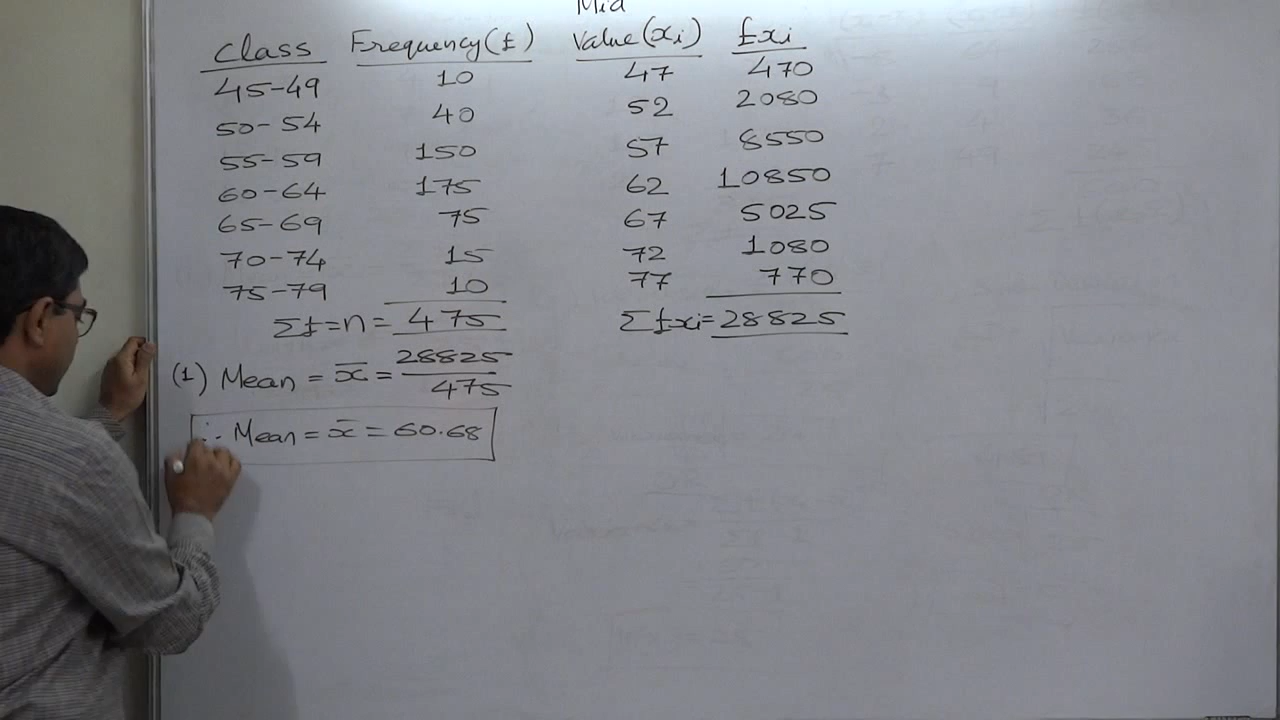 Mid
Class Frequency(f) Value(xi) fxi
45-49 10 47 470
50-54 40 52 2080
55-59 150 57 8550
60-64 175 62 10850
65-69 75 67 5025
70-74 15 72 1080
75-79 10 77 770
Σf=n= 475 Σfxi=28825
(1) Mean = x̄ = 28825
475
∴ Mean = x̄ = 60.68